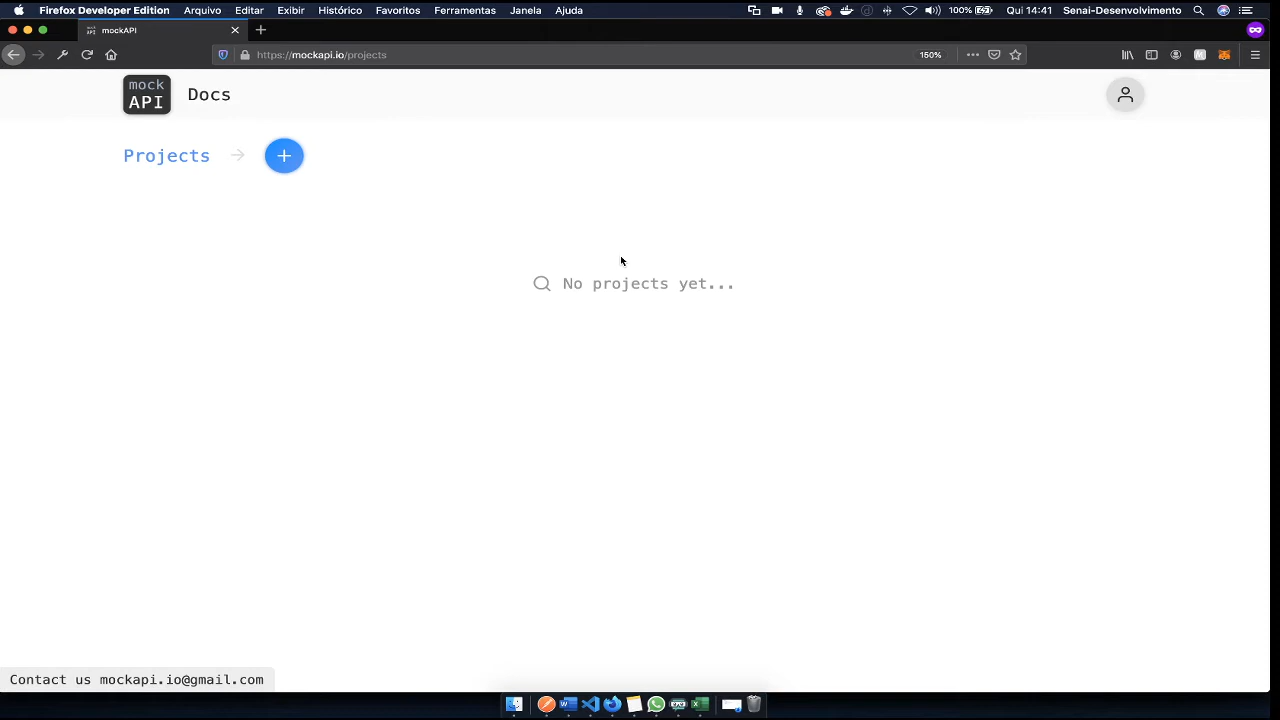 Firefox Developer Edition Arquivo Editar Exibir Histórico Favoritos Ferramentas Janela Ajuda 100% Qui 14:41 Senai-Desenvolvimento
mockAPI
https://mockapi.io/projects 150%
mock
API
Docs
Projects
No projects yet...
Contact us mockapi.io@gmail.com